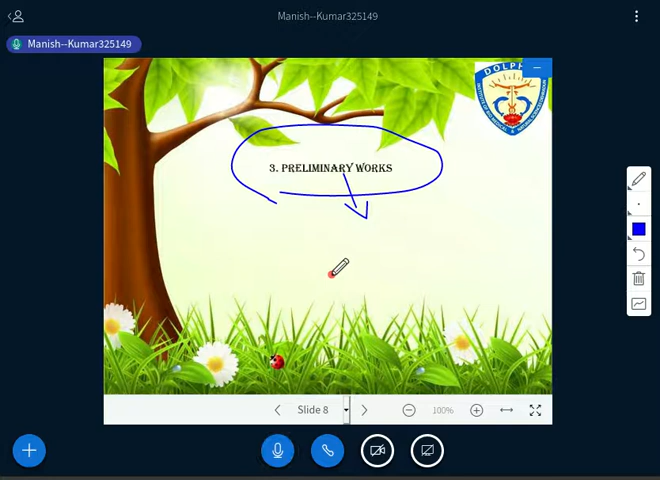 Manish--Kumar325149
Manish--Kumar325149
DOLPH
3. PRELIMINARY WORKS
Slide 8
100%